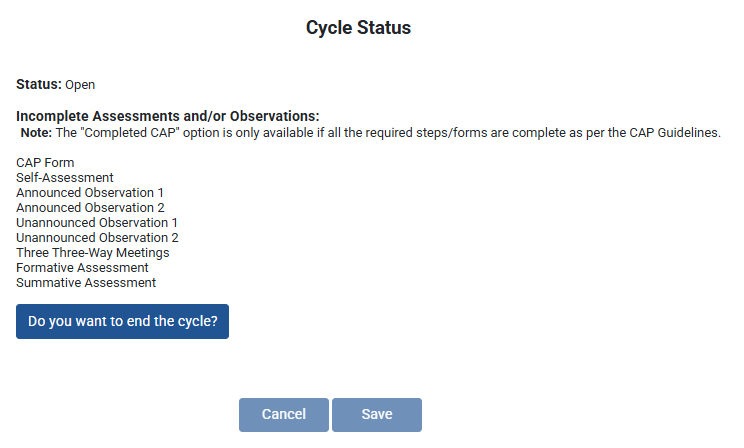 Cycle Status
Status: Open
Incomplete Assessments and/or Observations:
Note: The "Completed CAP" option is only available if all the required steps/forms are complete as per the CAP Guidelines.
CAP Form
Self-Assessment
Announced Observation 1
Announced Observation 2
Unannounced Observation 1
Unannounced Observation 2
Three Three-Way Meetings
Formative Assessment
Summative Assessment
Do you want to end the cycle?
Cancel Save